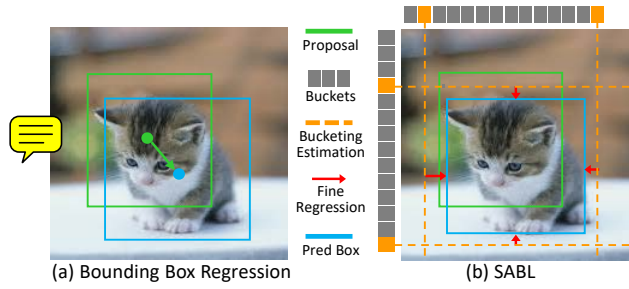 Proposal
Buckets
Bucketing
Estimation
Fine
Regression
Pred Box
(a) Bounding Box Regression
(b) SABL